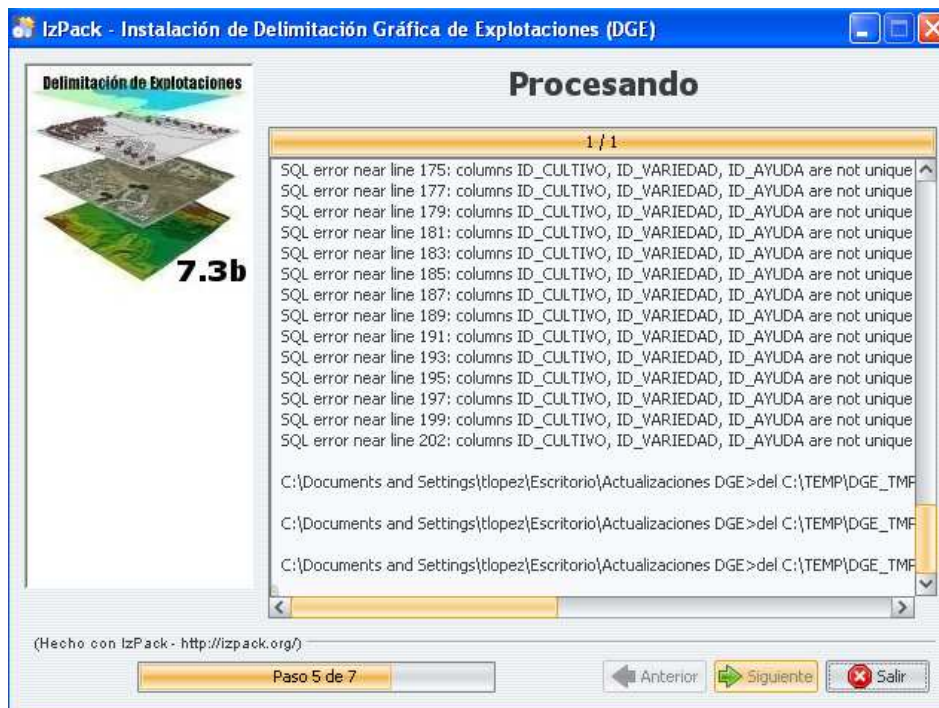 IzPack - Instalación de Delimitación Gráfica de Explotaciones (DGE)
Delimitación de Explotaciones
7.3b
Procesando
1 / 1
SQL error near line 175: columns ID_CULTIVO, ID_VARIEDAD, ID_AYUDA are not unique
SQL error near line 177: columns ID_CULTIVO, ID_VARIEDAD, ID_AYUDA are not unique
SQL error near line 179: columns ID_CULTIVO, ID_VARIEDAD, ID_AYUDA are not unique
SQL error near line 181: columns ID_CULTIVO, ID_VARIEDAD, ID_AYUDA are not unique
SQL error near line 183: columns ID_CULTIVO, ID_VARIEDAD, ID_AYUDA are not unique
SQL error near line 185: columns ID_CULTIVO, ID_VARIEDAD, ID_AYUDA are not unique
SQL error near line 187: columns ID_CULTIVO, ID_VARIEDAD, ID_AYUDA are not unique
SQL error near line 189: columns ID_CULTIVO, ID_VARIEDAD, ID_AYUDA are not unique
SQL error near line 191: columns ID_CULTIVO, ID_VARIEDAD, ID_AYUDA are not unique
SQL error near line 193: columns ID_CULTIVO, ID_VARIEDAD, ID_AYUDA are not unique
SQL error near line 195: columns ID_CULTIVO, ID_VARIEDAD, ID_AYUDA are not unique
SQL error near line 197: columns ID_CULTIVO, ID_VARIEDAD, ID_AYUDA are not unique
SQL error near line 199: columns ID_CULTIVO, ID_VARIEDAD, ID_AYUDA are not unique
SQL error near line 202: columns ID_CULTIVO, ID_VARIEDAD, ID_AYUDA are not unique
C:\Documents and Settings\tlopez\Escritorio\Actualizaciones DGE>del C:\TEMP\DGE_TMP
C:\Documents and Settings\tlopez\Escritorio\Actualizaciones DGE>del C:\TEMP\DGE_TMP
C:\Documents and Settings\tlopez\Escritorio\Actualizaciones DGE>del C:\TEMP\DGE_TMP
(Hecho con IzPack - http://izpack.org/)
Paso 5 de 7
Anterior
Siguiente
Salir